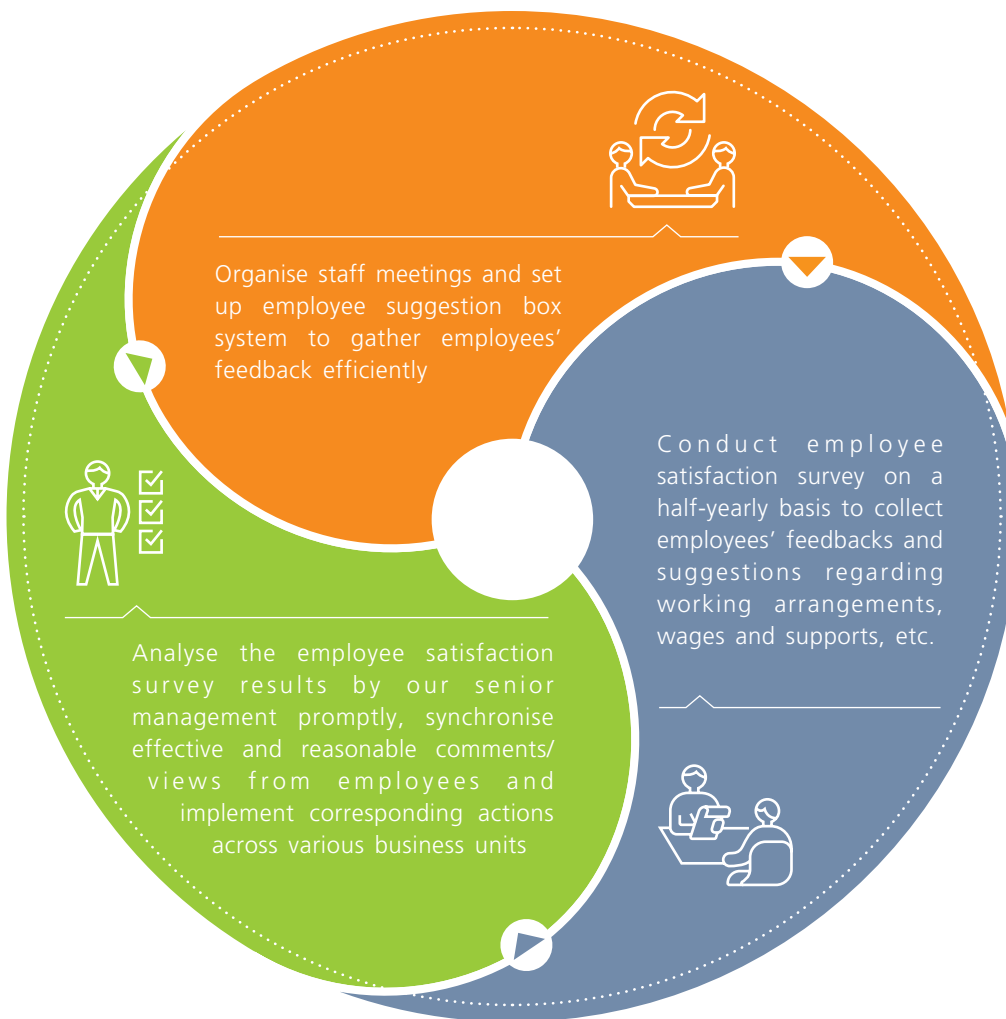 Organise staff meetings and set
up employee suggestion box
system to gather employees’
feedback efficiently
Conduct employee
satisfaction survey on a
half-yearly basis to collect
employees’ feedbacks and
suggestions regarding
working arrangements,
wages and supports, etc.
Analyse the employee satisfaction
survey results by our senior
management promptly, synchronise
effective and reasonable comments/
views from employees and
implement corresponding actions
across various business units